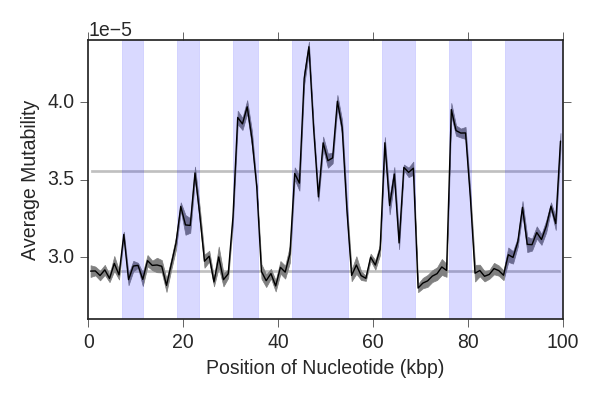 1e−5
4.0
3.5
3.0
Average Mutability
0 20 40 60 80 100
Position of Nucleotide (kbp)